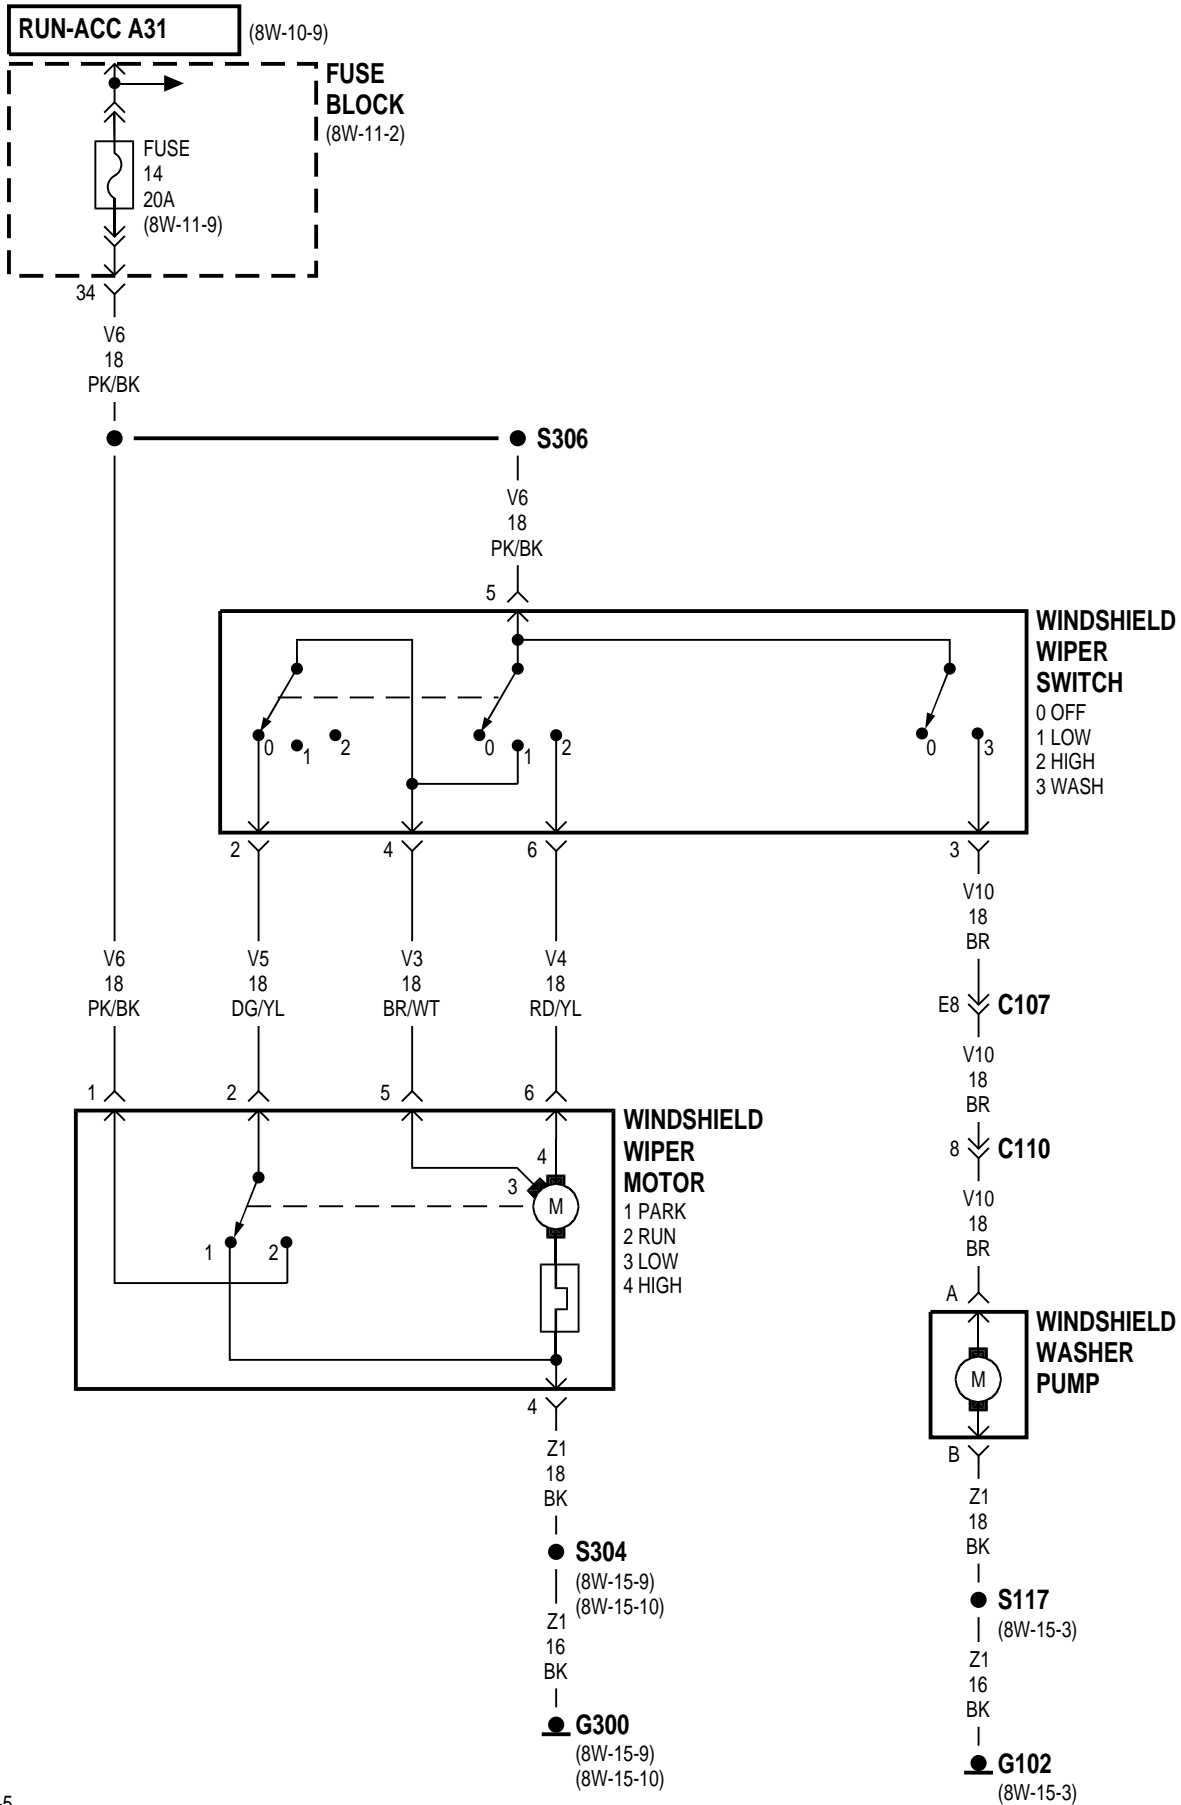 RUN-ACC A31
(8W-10-9)
FUSE
BLOCK
(8W-11-2)
FUSE
14
20A
(8W-11-9)
34
V6
18
PK/BK
S306
V6
18
PK/BK
5
WINDSHIELD
WIPER
SWITCH
0 OFF
1 LOW
2 HIGH
3 WASH
0
1
2
0
1
2
0
3
2
4
6
3
V10
18
BR
V6
18
PK/BK
V5
18
DG/YL
V3
18
BR/WT
V4
18
RD/YL
E8
C107
V10
18
BR
1
2
5
6
8
C110
WINDSHIELD
WIPER
MOTOR
1 PARK
2 RUN
3 LOW
4 HIGH
4
3
M
1
2
V10
18
BR
A
WINDSHIELD
WASHER
PUMP
M
B
4
Z1
18
BK
S304
(8W-15-9)
(8W-15-10)
Z1
16
BK
G300
(8W-15-9)
(8W-15-10)
Z1
18
BK
S117
(8W-15-3)
Z1
16
BK
G102
(8W-15-3)